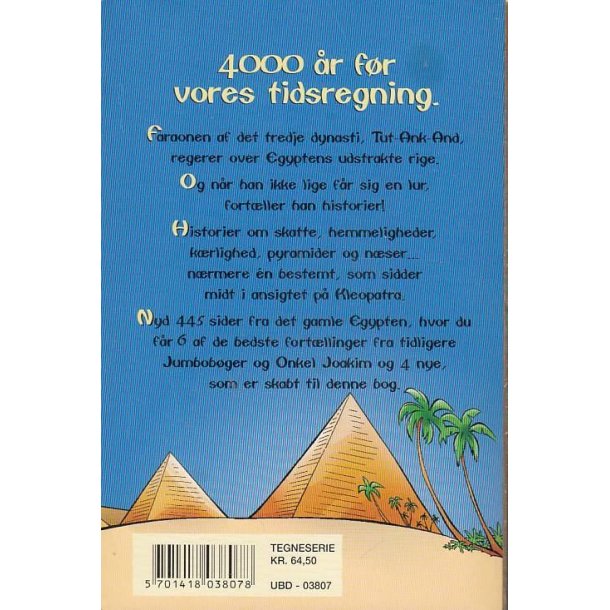 4000 år før
vores tidsregning.
Faraonen af det tredje dynasti, Tut-Ank-And,
regerer over Egyptens udstrakte rige.
Og når han ikke lige får sig en lur,
fortæller han historier!
Historier om skatte, hemmeligheder,
kærlighed, pyramider og næser...
nærmere én bestemt, som sidder
midt i ansigtet på Kleopatra.
Nyd 445 sider fra det gamle Egypten, hvor du
får 6 af de bedste fortællinger fra tidligere
Jumbobøger og Onkel Joakim og 4 nye,
som er skabt til denne bog.
TEGNESERIE
KR. 64,50
5 701418 038078
UBD - 03807